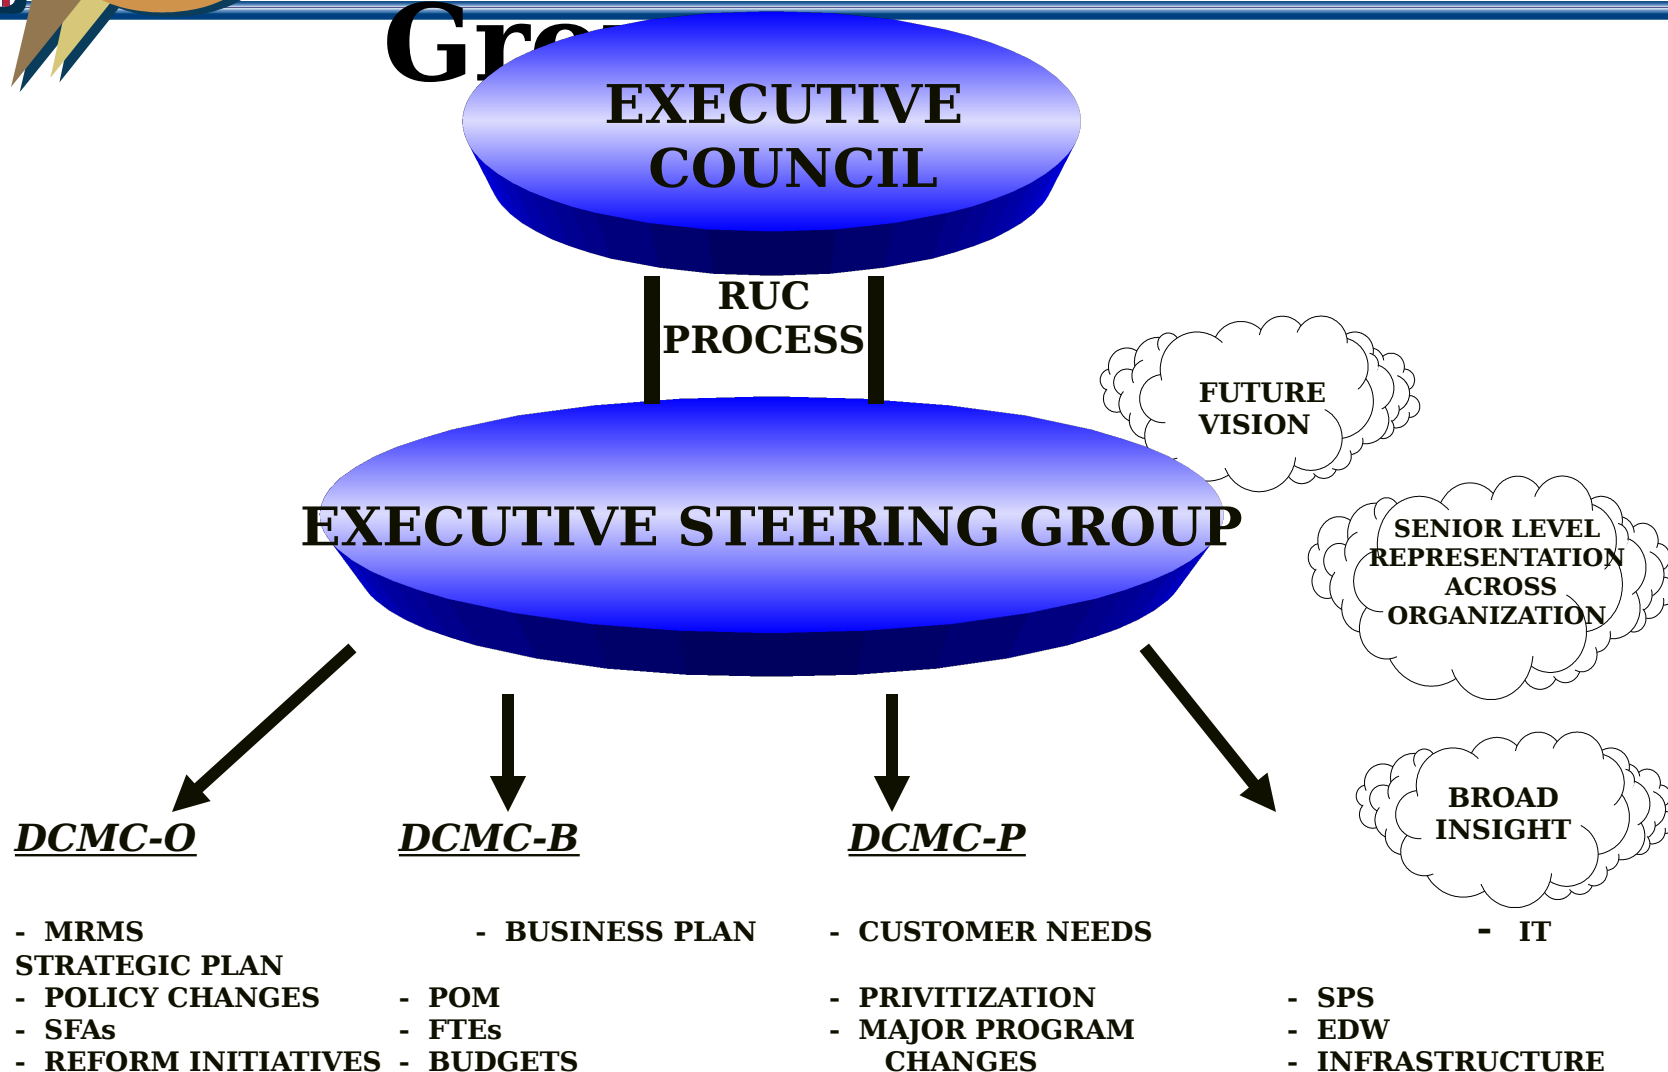 EXECUTIVE
COUNCIL
RUC
PROCESS
FUTURE
VISION
EXECUTIVE STEERING GROUP
SENIOR LEVEL
REPRESENTATION
ACROSS
ORGANIZATION
BROAD
INSIGHT
DCMC-O DCMC-B DCMC-P
- MRMS - BUSINESS PLAN - CUSTOMER NEEDS - IT
STRATEGIC PLAN
- POLICY CHANGES - POM - PRIVITIZATION - SPS
- SFAs - FTEs - MAJOR PROGRAM - EDW
- REFORM INITIATIVES - BUDGETS CHANGES - INFRASTRUCTURE